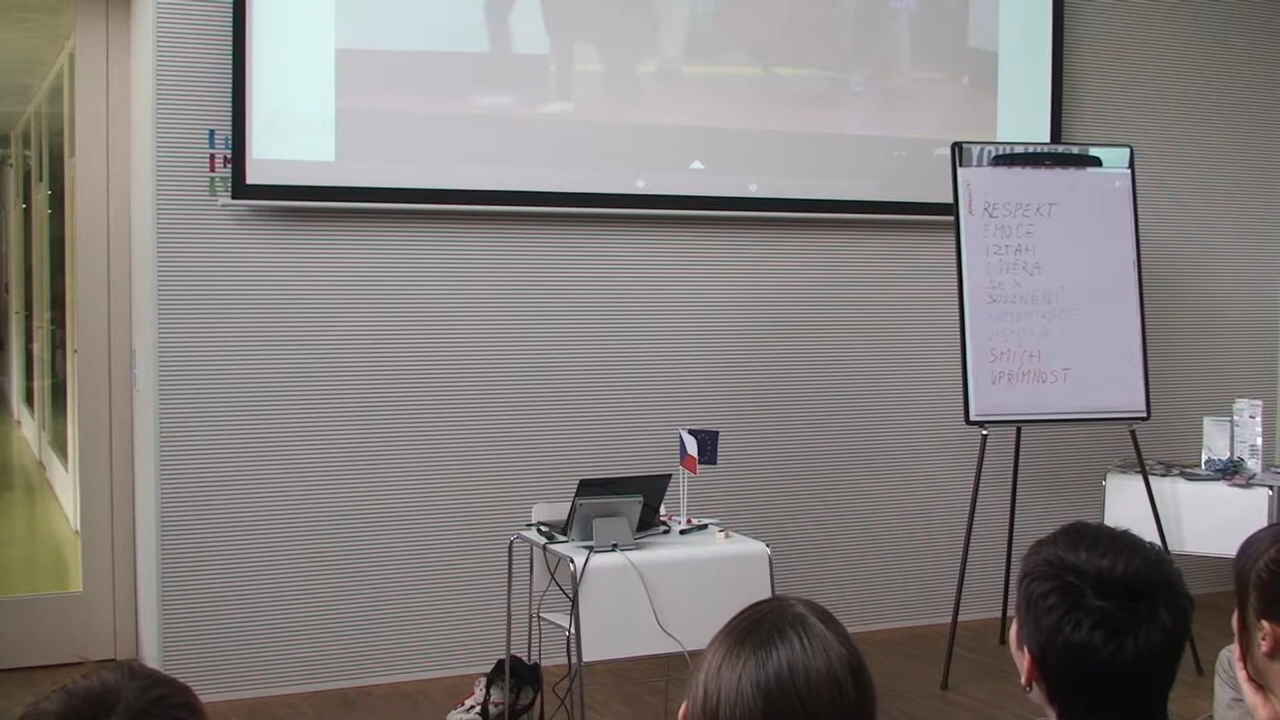 RESPEKT
EMOCE
VZTAH
DŮVĚRA
SEX
SOUZNĚNÍ
KOMUNIKACE
SMÍCH
UPŘÍMNOST